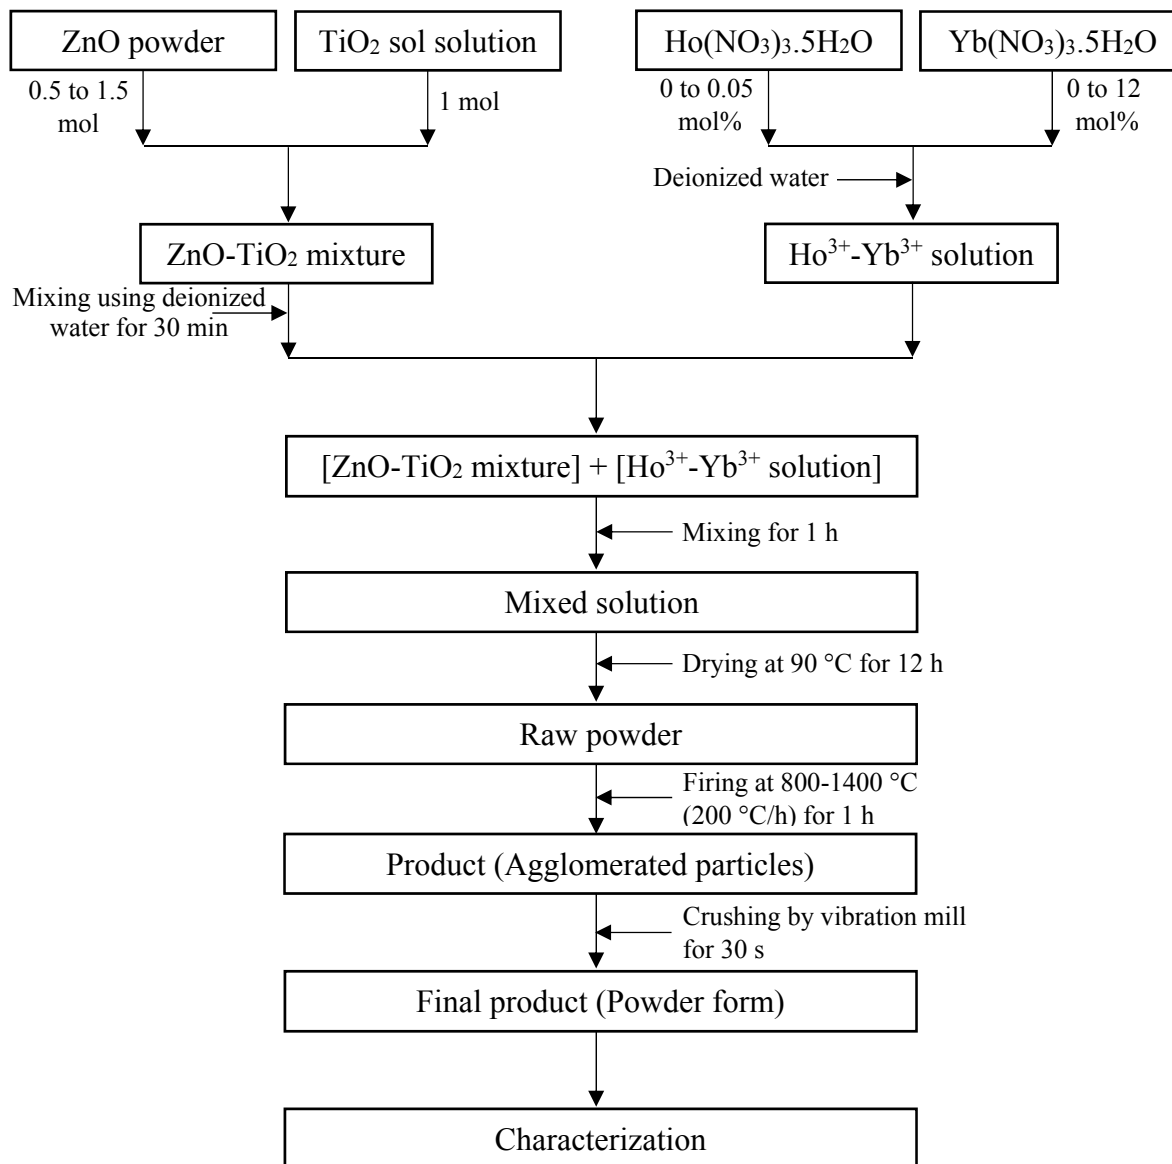 ZnO powder
TiO₂ sol solution
Ho(NO₃)₃.5H₂O
Yb(NO₃)₃.5H₂O
0.5 to 1.5
mol
1 mol
0 to 0.05
mol%
0 to 12
mol%
Deionized water
ZnO-TiO₂ mixture
Ho³⁺-Yb³⁺ solution
Mixing using deionized
water for 30 min
[ZnO-TiO₂ mixture] + [Ho³⁺-Yb³⁺ solution]
Mixing for 1 h
Mixed solution
Drying at 90 °C for 12 h
Raw powder
Firing at 800-1400 °C
(200 °C/h) for 1 h
Product (Agglomerated particles)
Crushing by vibration mill
for 30 s
Final product (Powder form)
Characterization